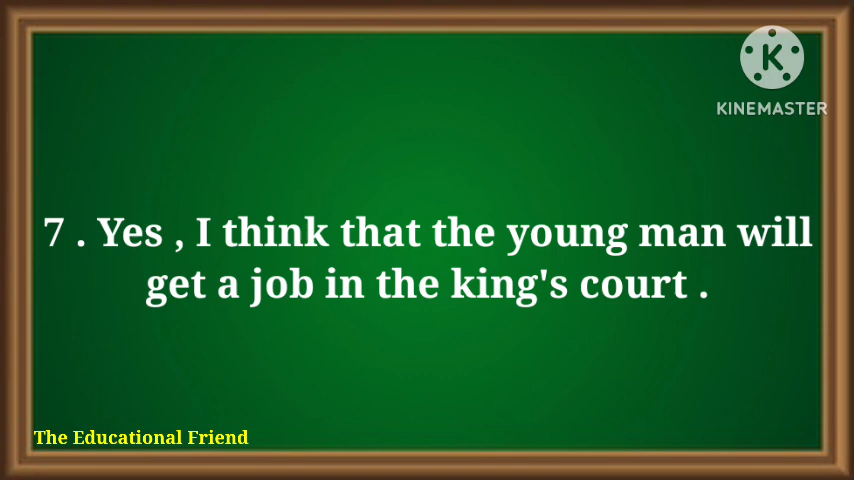 KINEMASTER
7 . Yes , I think that the young man will
get a job in the king's court .
The Educational Friend